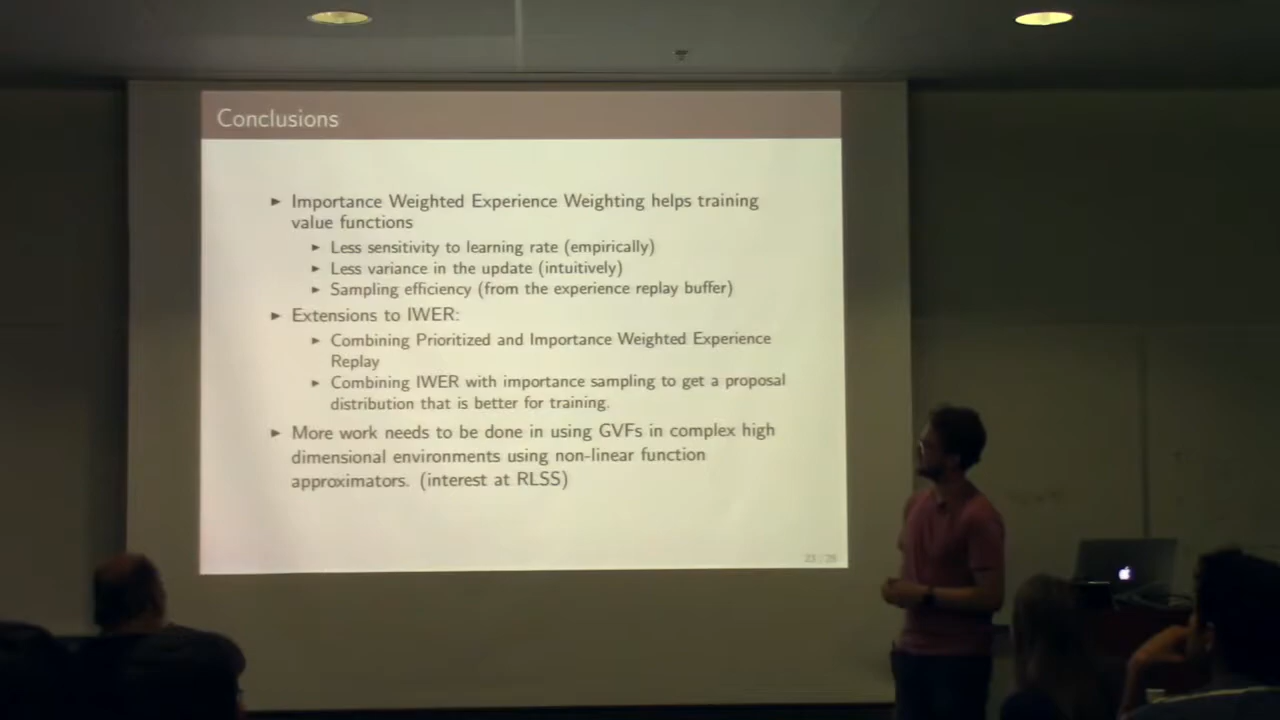 Conclusions
► Importance Weighted Experience Weighting helps training
value functions
► Less sensitivity to learning rate (empirically)
► Less variance in the update (intuitively)
► Sampling efficiency (from the experience replay buffer)
► Extensions to IWER:
► Combining Prioritized and Importance Weighted Experience
Replay
► Combining IWER with importance sampling to get a proposal
distribution that is better for training.
► More work needs to be done in using GVFs in complex high
dimensional environments using non-linear function
approximators. (interest at RLSS)